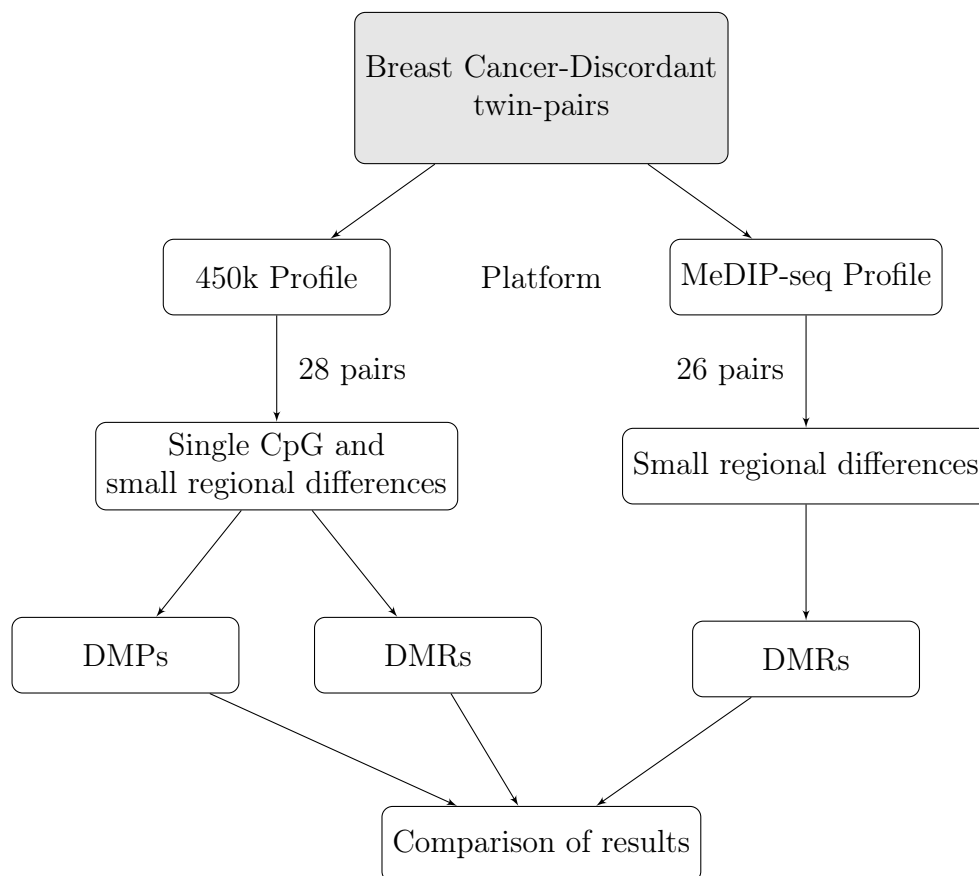 Breast Cancer-Discordant
twin-pairs
450k Profile
Platform
MeDIP-seq Profile
28 pairs
26 pairs
Single CpG and
small regional differences
Small regional differences
DMPs
DMRs
DMRs
Comparison of results